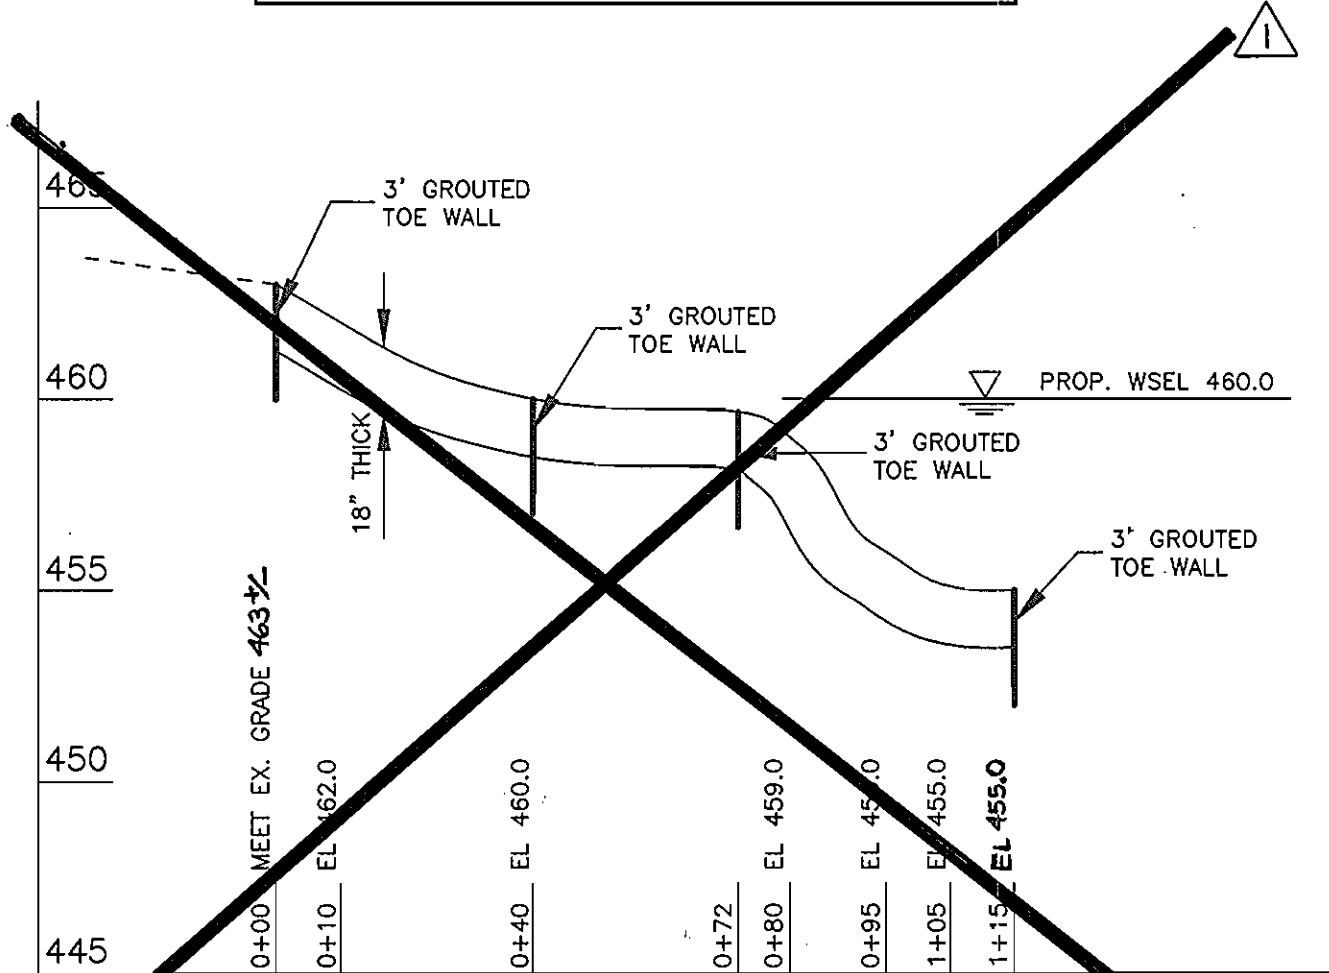 1
465
3' GROUTED
TOE WALL
3' GROUTED
TOE WALL
460
PROP. WSEL 460.0
3' GROUTED
TOE WALL
18" THICK
3' GROUTED
TOE WALL
455
450
445
0+00 MEET EX. GRADE 463+/-
0+10 EL 462.0
0+40 EL 460.0
0+72
0+80 EL 459.0
0+95 EL
1+05 EL 455.0
1+15 EL 455.0